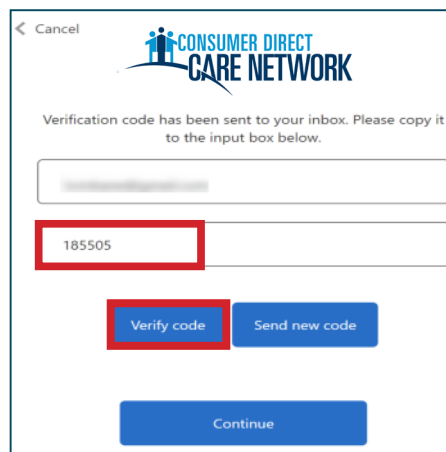 Cancel
CONSUMER DIRECT
CARE NETWORK
Verification code has been sent to your inbox. Please copy it
to the input box below.
185505
Verify code
Send new code
Continue